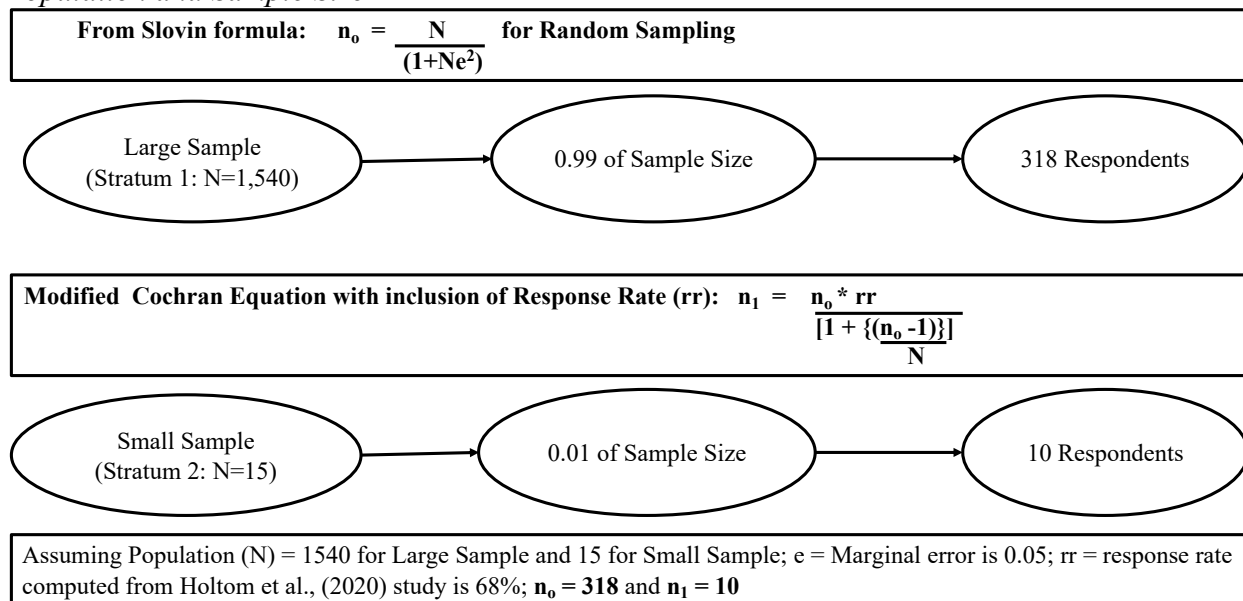 From Slovin formula: nₒ = N for Random Sampling
(1+Ne²)
Large Sample
(Stratum 1: N=1,540)
0.99 of Sample Size
318 Respondents
Modified Cochran Equation with inclusion of Response Rate (rr): n₁ = nₒ * rr
[1 + {(nₒ -1)}]
N
Small Sample
(Stratum 2: N=15)
0.01 of Sample Size
10 Respondents
Assuming Population (N) = 1540 for Large Sample and 15 for Small Sample; e = Marginal error is 0.05; rr = response rate
computed from Holtom et al., (2020) study is 68%; nₒ = 318 and n₁ = 10